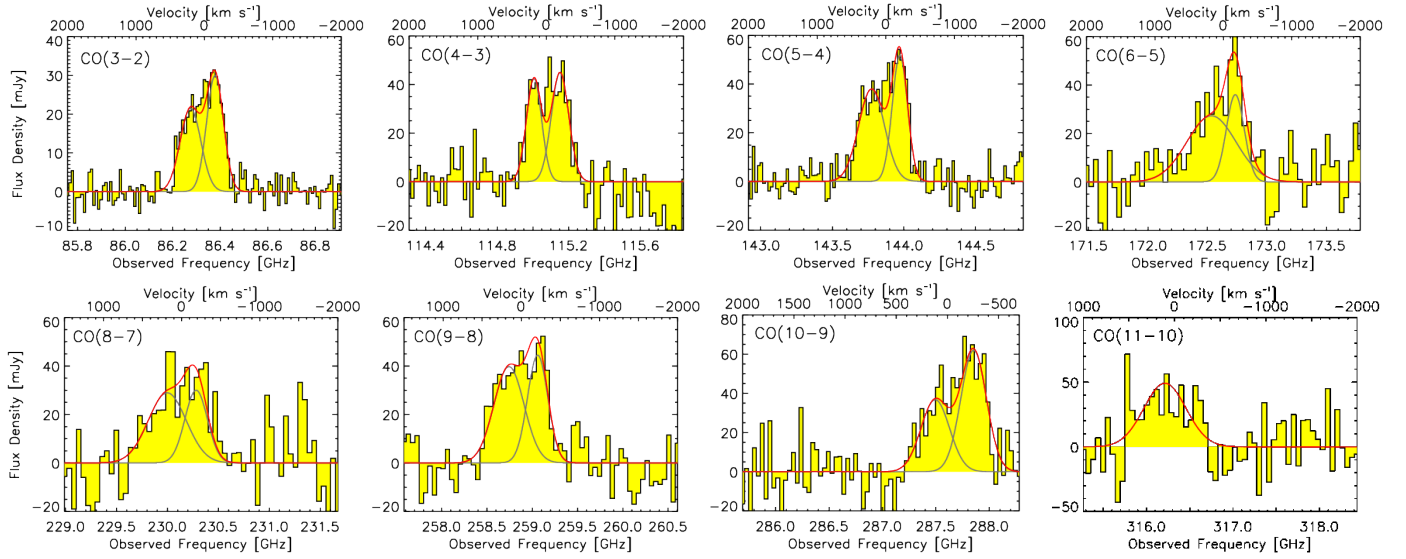 Velocity [km s⁻¹] Velocity [km s⁻¹] Velocity [km s⁻¹] Velocity [km s⁻¹]
2000 1000 0 -1000 -2000 2000 1000 0 -1000 -2000 2000 1000 0 -1000 -2000 2000 1000 0 -1000 -2000
CO(3-2) CO(4-3) CO(5-4) CO(6-5)
40 60 60 60
30 40 40 40
20 20 20 20
10 0 0 0
0 -20 -20 -20
-10
Flux Density [mJy]
85.8 86.0 86.2 86.4 86.6 86.8 114.4 114.8 115.2 115.6 143.0 143.5 144.0 144.5 171.5 172.0 172.5 173.0 173.5
Observed Frequency [GHz] Observed Frequency [GHz] Observed Frequency [GHz] Observed Frequency [GHz]
Velocity [km s⁻¹] Velocity [km s⁻¹] Velocity [km s⁻¹] Velocity [km s⁻¹]
1000 0 -1000 -2000 1000 0 -1000 -2000 2000 1500 1000 500 0 -500 1000 0 -1000 -2000
CO(8-7) CO(9-8) CO(10-9) CO(11-10)
60 60 80 100
40 40 60 50
20 20 40 0
0 0 20 -50
-20 -20 0
-20
Flux Density [mJy]
229.0 229.5 230.0 230.5 231.0 231.5 258.0 258.5 259.0 259.5 260.0 260.5 286.0 286.5 287.0 287.5 288.0 316.0 317.0 318.0
Observed Frequency [GHz] Observed Frequency [GHz] Observed Frequency [GHz] Observed Frequency [GHz]